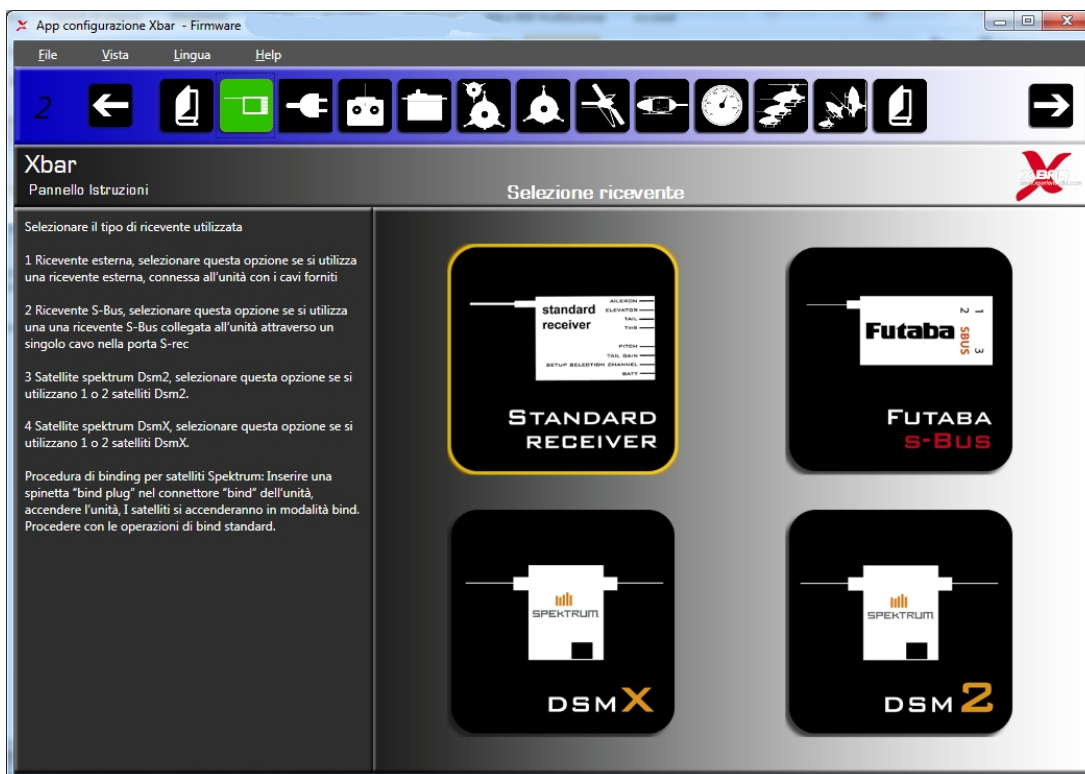 App configurazione Xbar - Firmware
File Vista Lingua Help
2
Xbar
Pannello Istruzioni
Selezione ricevente
XBAR
Selezionare il tipo di ricevente utilizzata
1 Ricevente esterna, selezionare questa opzione se si utilizza
una ricevente esterna, connessa all'unità con i cavi forniti
2 Ricevente S-Bus, selezionare questa opzione se si utilizza
una una ricevente S-Bus collegata all'unità attraverso un
singolo cavo nella porta S-rec
3 Satellite spektrum Dsm2, selezionare questa opzione se si
utilizzano 1 o 2 satelliti Dsm2.
4 Satellite spektrum DsmX, selezionare questa opzione se si
utilizzano 1 o 2 satelliti DsmX.
Procedura di binding per satelliti Spektrum: Inserire una
spinetta "bind plug" nel connettore "bind" dell'unità,
accendere l'unità, I satelliti si accenderanno in modalità bind.
Procedere con le operazioni di bind standard.
standard
receiver
AILERON
ELEVATOR
TAIL
THR
PITCH
TAIL GAIN
SETUP SELECTION CHANNEL
BATT
STANDARD
RECEIVER
Futaba
SBUS
1
2
3
FUTABA
S-BUS
SPEKTRUM
DSMX
SPEKTRUM
DSM 2